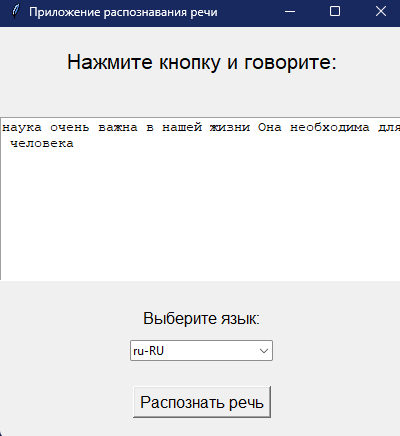 Приложение распознавания речи
Нажмите кнопку и говорите:
наука очень важна в нашей жизни Она необходима для
человека
Выберите язык:
ru-RU
Распознать речь